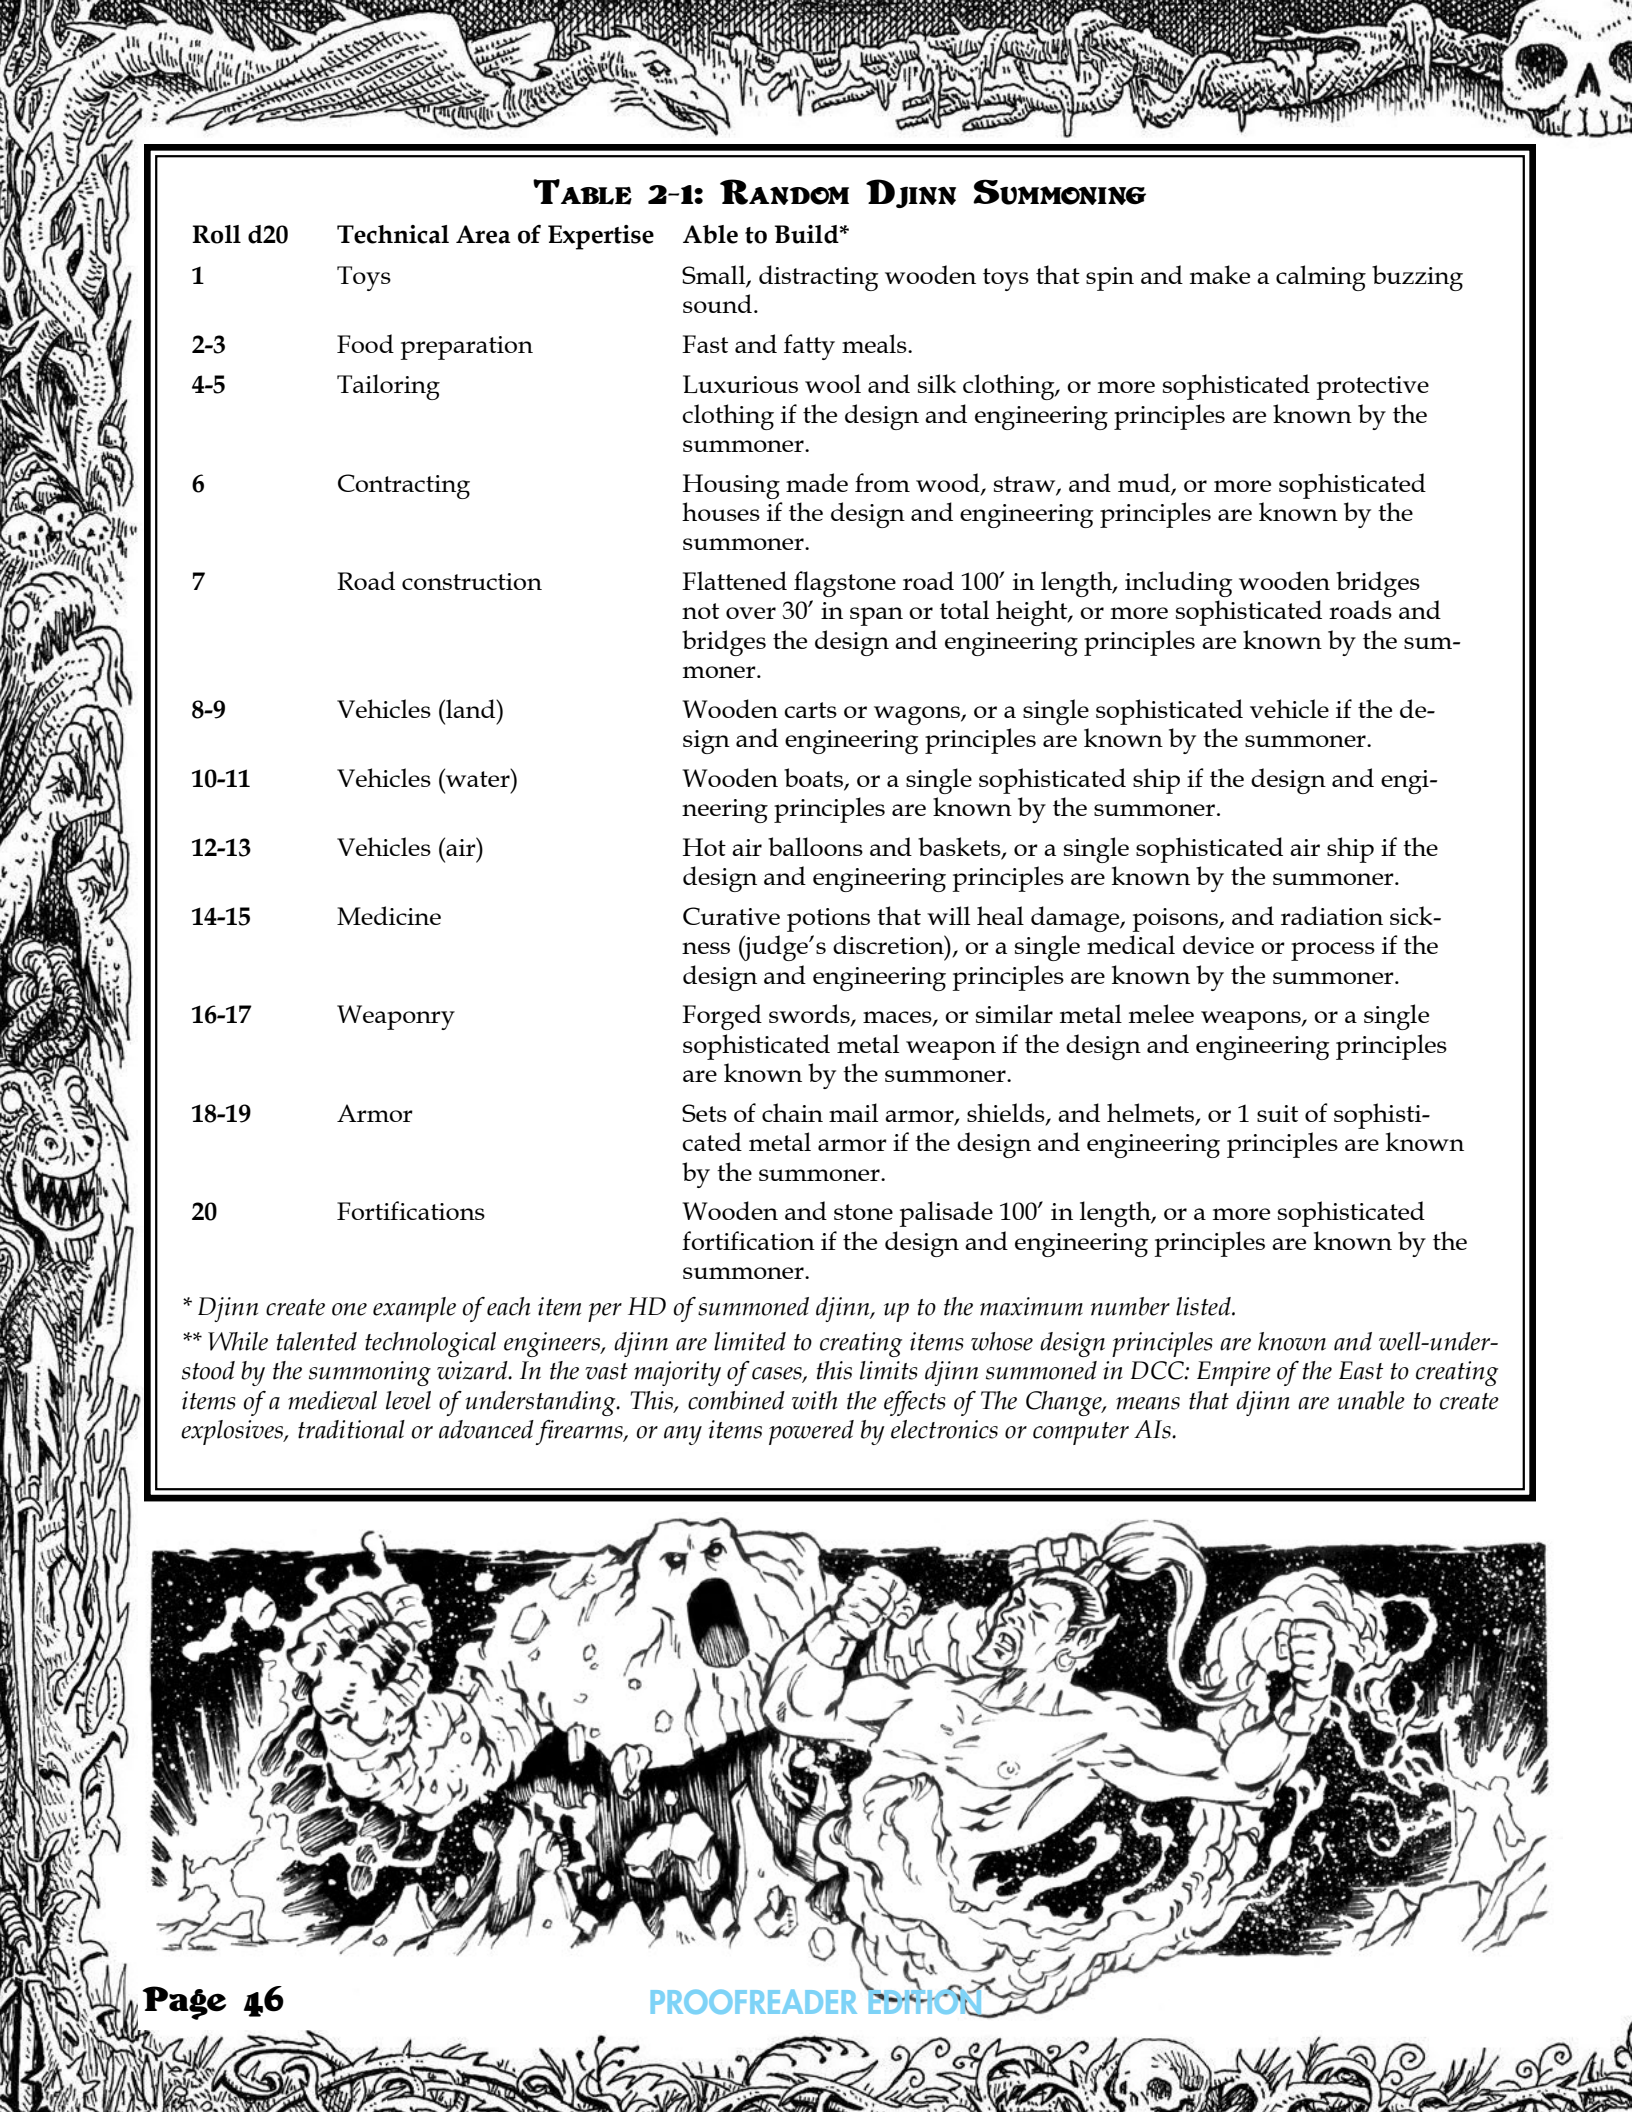 Table 2-1: Random Djinn Summoning
Roll d20 Technical Area of Expertise Able to Build*
1 Toys Small, distracting wooden toys that spin and make a calming buzzing
sound.
2-3 Food preparation Fast and fatty meals.
4-5 Tailoring Luxurious wool and silk clothing, or more sophisticated protective
clothing if the design and engineering principles are known by the
summoner.
6 Contracting Housing made from wood, straw, and mud, or more sophisticated
houses if the design and engineering principles are known by the
summoner.
7 Road construction Flattened flagstone road 100′ in length, including wooden bridges
not over 30′ in span or total height, or more sophisticated roads and
bridges the design and engineering principles are known by the sum-
moner.
8-9 Vehicles (land) Wooden carts or wagons, or a single sophisticated vehicle if the de-
sign and engineering principles are known by the summoner.
10-11 Vehicles (water) Wooden boats, or a single sophisticated ship if the design and engi-
neering principles are known by the summoner.
12-13 Vehicles (air) Hot air balloons and baskets, or a single sophisticated air ship if the
design and engineering principles are known by the summoner.
14-15 Medicine Curative potions that will heal damage, poisons, and radiation sick-
ness (judge's discretion), or a single medical device or process if the
design and engineering principles are known by the summoner.
16-17 Weaponry Forged swords, maces, or similar metal melee weapons, or a single
sophisticated metal weapon if the design and engineering principles
are known by the summoner.
18-19 Armor Sets of chain mail armor, shields, and helmets, or 1 suit of sophisti-
cated metal armor if the design and engineering principles are known
by the summoner.
20 Fortifications Wooden and stone palisade 100′ in length, or a more sophisticated
fortification if the design and engineering principles are known by the
summoner.
* Djinn create one example of each item per HD of summoned djinn, up to the maximum number listed.
** While talented technological engineers, djinn are limited to creating items whose design principles are known and well-under-
stood by the summoning wizard. In the vast majority of cases, this limits djinn summoned in DCC: Empire of the East to creating
items of a medieval level of understanding. This, combined with the effects of The Change, means that djinn are unable to create
explosives, traditional or advanced firearms, or any items powered by electronics or computer AIs.
Page 46
PROOFREADER EDITION